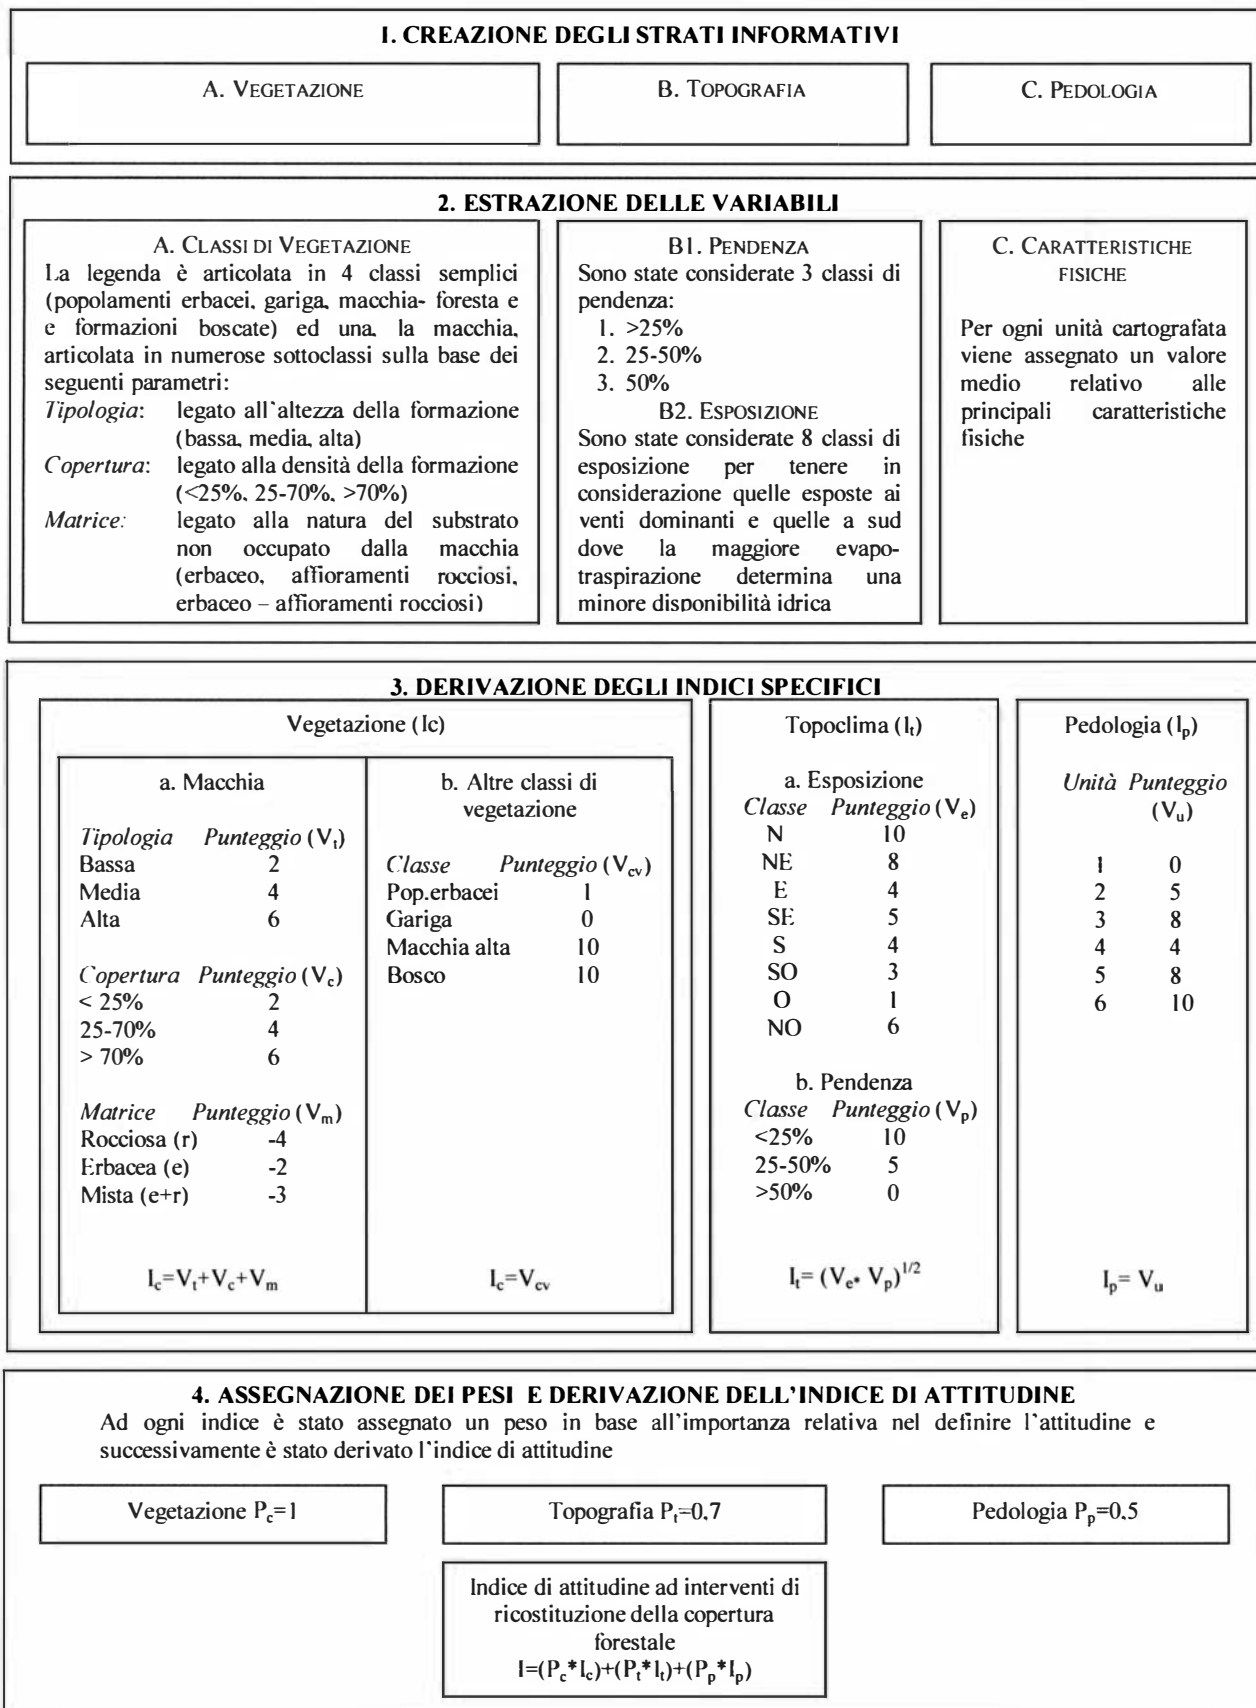 1. CREAZIONE DEGLI STRATI INFORMATIVI
A. VEGETAZIONE
B. TOPOGRAFIA
C. PEDOLOGIA
2. ESTRAZIONE DELLE VARIABILI
A. CLASSI DI VEGETAZIONE
La legenda è articolata in 4 classi semplici
(popolamenti erbacei, gariga, macchia- foresta e
e formazioni boscate) ed una, la macchia,
articolata in numerose sottoclassi sulla base dei
seguenti parametri:
Tipologia: legato all'altezza della formazione
(bassa, media, alta)
Copertura: legato alla densità della formazione
(<25%, 25-70%, >70%)
Matrice: legato alla natura del substrato
non occupato dalla macchia
(erbaceo, affioramenti rocciosi,
erbaceo – affioramenti rocciosi)
B1. PENDENZA
Sono state considerate 3 classi di
pendenza:
1. >25%
2. 25-50%
3. 50%
B2. ESPOSIZIONE
Sono state considerate 8 classi di
esposizione per tenere in
considerazione quelle esposte ai
venti dominanti e quelle a sud
dove la maggiore evapo-
traspirazione determina una
minore disponibilità idrica
C. CARATTERISTICHE
FISICHE
Per ogni unità cartografata
viene assegnato un valore
medio relativo alle
principali caratteristiche
fisiche
3. DERIVAZIONE DEGLI INDICI SPECIFICI
Vegetazione (Ic)
a. Macchia
Tipologia Punteggio (Vt)
Bassa 2
Media 4
Alta 6
Copertura Punteggio (Vc)
< 25% 2
25-70% 4
> 70% 6
Matrice Punteggio (Vm)
Rocciosa (r) -4
Erbacea (e) -2
Mista (e+r) -3
Ic=Vt+Vc+Vm
b. Altre classi di
vegetazione
Classe Punteggio (Vcv)
Pop.erbacei 1
Gariga 0
Macchia alta 10
Bosco 10
Ic=Vcv
Topoclima (It)
a. Esposizione
Classe Punteggio (Ve)
N 10
NE 8
E 4
SE 5
S 4
SO 3
O 1
NO 6
b. Pendenza
Classe Punteggio (Vp)
<25% 10
25-50% 5
>50% 0
It= (Ve* Vp)1/2
Pedologia (Ip)
Unità Punteggio
(Vu)
1 0
2 5
3 8
4 4
5 8
6 10
Ip= Vu
4. ASSEGNAZIONE DEI PESI E DERIVAZIONE DELL'INDICE DI ATTITUDINE
Ad ogni indice è stato assegnato un peso in base all'importanza relativa nel definire l'attitudine e
successivamente è stato derivato l'indice di attitudine
Vegetazione Pc=1
Topografia Pt=0,7
Pedologia Pp=0,5
Indice di attitudine ad interventi di
ricostituzione della copertura
forestale
I=(Pc*Ic)+(Pt*It)+(Pp*Ip)